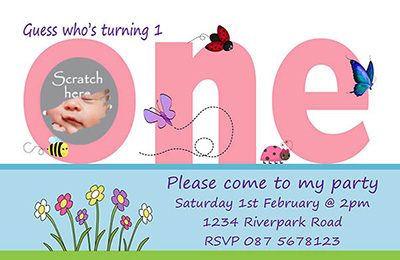 Guess who's turning 1
one
Scratch
here
Please come to my party
Saturday 1st February @ 2pm
1234 Riverpark Road
RSVP 087 5678123